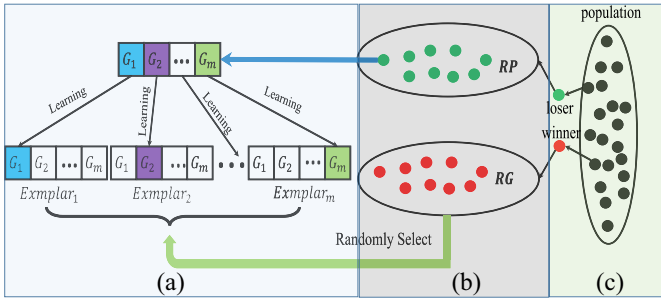 population
G1 G2 ... Gm
RP
Learning Learning Learning Learning
loser
winner
G1 G2 ... Gm G1 G2 ... Gm ... G1 G2 ... Gm
RG
Exmplar1 Exmplar2 Exmplarm
Randomly Select
(a) (b) (c)